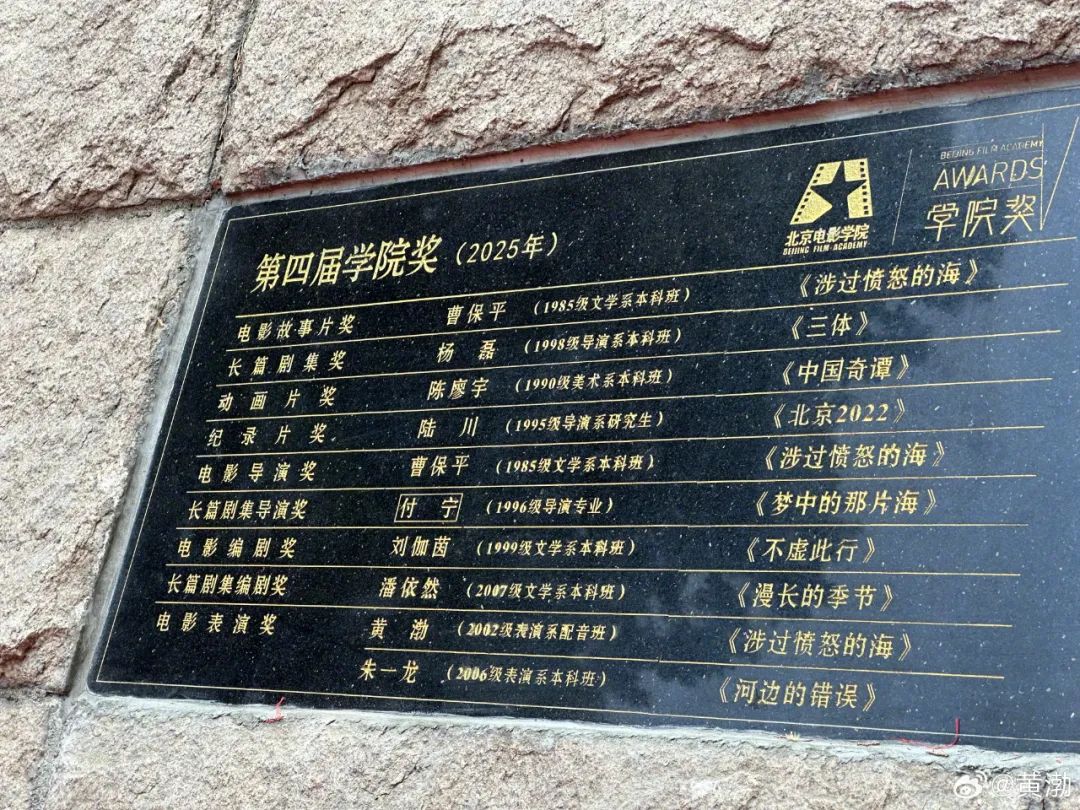 北京电影学院
BEIJING FILM ACADEMY
BEIJING FILM ACADEMY
AWARDS
学院奖
第四届学院奖（2025年）
电影故事片奖 曹保平 （1985级文学系本科班） 《涉过愤怒的海》
长篇剧集奖 杨磊 （1998级导演系本科班） 《三体》
动画片奖 陈廖宇 （1990级美术系本科班） 《中国奇谭》
纪录片奖 陆川 （1995级导演系研究生） 《北京2022》
电影导演奖 曹保平 （1985级文学系本科班） 《涉过愤怒的海》
长篇剧集导演奖 付宁 （1996级导演专业） 《梦中的那片海》
电影编剧奖 刘伽茵 （1999级文学系本科班） 《不虚此行》
长篇剧集编剧奖 潘依然 （2007级文学系本科班） 《漫长的季节》
电影表演奖 黄渤 （2002级表演系配音班） 《涉过愤怒的海》
朱一龙 （2006级表演系本科班） 《河边的错误》
@黄渤